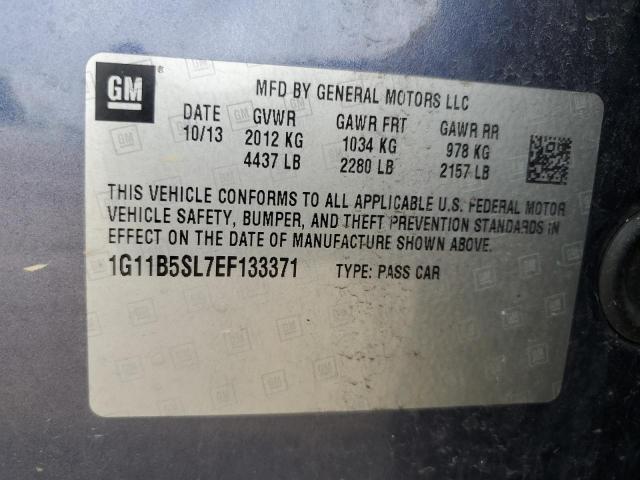 GM ® MFD BY GENERAL MOTORS LLC
DATE GVWR GAWR FRT GAWR RR
10/13 2012 KG 1034 KG 978 KG
4437 LB 2280 LB 2157 LB
THIS VEHICLE CONFORMS TO ALL APPLICABLE U.S. FEDERAL MOTOR
VEHICLE SAFETY, BUMPER, AND THEFT PREVENTION STANDARDS IN
EFFECT ON THE DATE OF MANUFACTURE SHOWN ABOVE.
1G11B5SL7EF133371 TYPE: PASS CAR